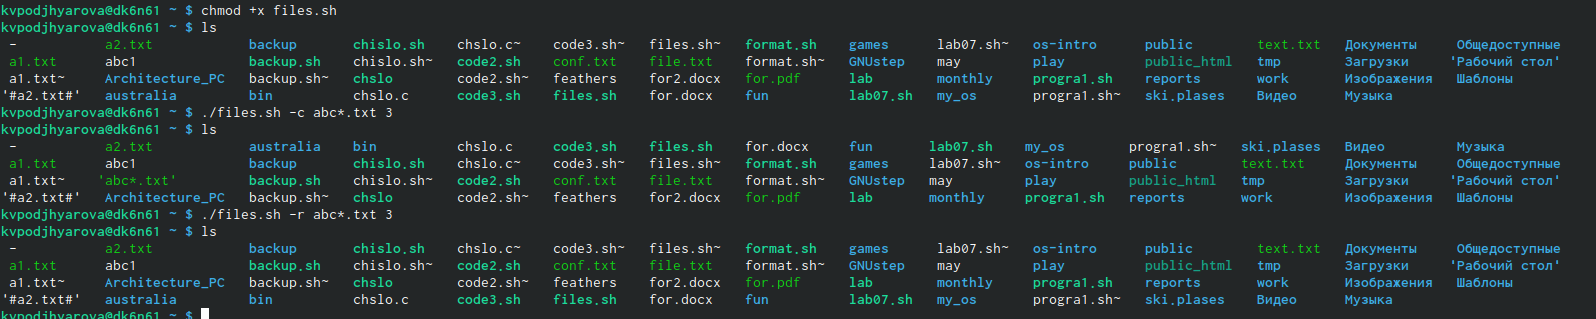 kvpodjhyarova@dk6n61 ~ $ chmod +x files.sh
kvpodjhyarova@dk6n61 ~ $ ls
-          a2.txt            backup      chislo.sh   chslo.c~   code3.sh~  files.sh~  format.sh   games     lab07.sh~  os-intro    public       text.txt  Документы    Общедоступные
a1.txt     abc1              backup.sh   chislo.sh~  code2.sh   conf.txt   file.txt   format.sh~  GNUstep   may        play        public_html  tmp       Загрузки    'Рабочий стол'
a1.txt~    Architecture_PC   backup.sh~  chslo       code2.sh~  feathers   for2.docx  for.pdf     lab       monthly    progra1.sh  reports      work      Изображения  Шаблоны
'#a2.txt#'  australia         bin         chslo.c     code3.sh   files.sh   for.docx   fun         lab07.sh  my_os      progra1.sh~  ski.plases   Видео     Музыка
kvpodjhyarova@dk6n61 ~ $ ./files.sh -c abc*.txt 3
kvpodjhyarova@dk6n61 ~ $ ls
-          a2.txt            australia   bin         chslo.c    code3.sh   files.sh   for.docx    fun       lab07.sh   my_os       progra1.sh~  ski.plases  Видео       Музыка
a1.txt     abc1              backup      chislo.sh   chslo.c~   code3.sh~  files.sh~  format.sh   games     lab07.sh~  os-intro    public       text.txt    Документы   Общедоступные
a1.txt~   'abc*.txt'         backup.sh   chislo.sh~  code2.sh   conf.txt   file.txt   format.sh~  GNUstep   may        play        public_html  tmp         Загрузки   'Рабочий стол'
'#a2.txt#'  Architecture_PC   backup.sh~  chslo       code2.sh~  feathers   for2.docx  for.pdf     lab       monthly    progra1.sh  reports      work        Изображения  Шаблоны
kvpodjhyarova@dk6n61 ~ $ ./files.sh -r abc*.txt 3
kvpodjhyarova@dk6n61 ~ $ ls
-          a2.txt            backup      chislo.sh   chslo.c~   code3.sh~  files.sh~  format.sh   games     lab07.sh~  os-intro    public       text.txt  Документы    Общедоступные
a1.txt     abc1              backup.sh   chislo.sh~  code2.sh   conf.txt   file.txt   format.sh~  GNUstep   may        play        public_html  tmp       Загрузки    'Рабочий стол'
a1.txt~    Architecture_PC   backup.sh~  chslo       code2.sh~  feathers   for2.docx  for.pdf     lab       monthly    progra1.sh  reports      work      Изображения  Шаблоны
'#a2.txt#'  australia         bin         chslo.c     code3.sh   files.sh   for.docx   fun         lab07.sh  my_os      progra1.sh~  ski.plases   Видео     Музыка
kvpodjhyarova@dk6n61 ~ $